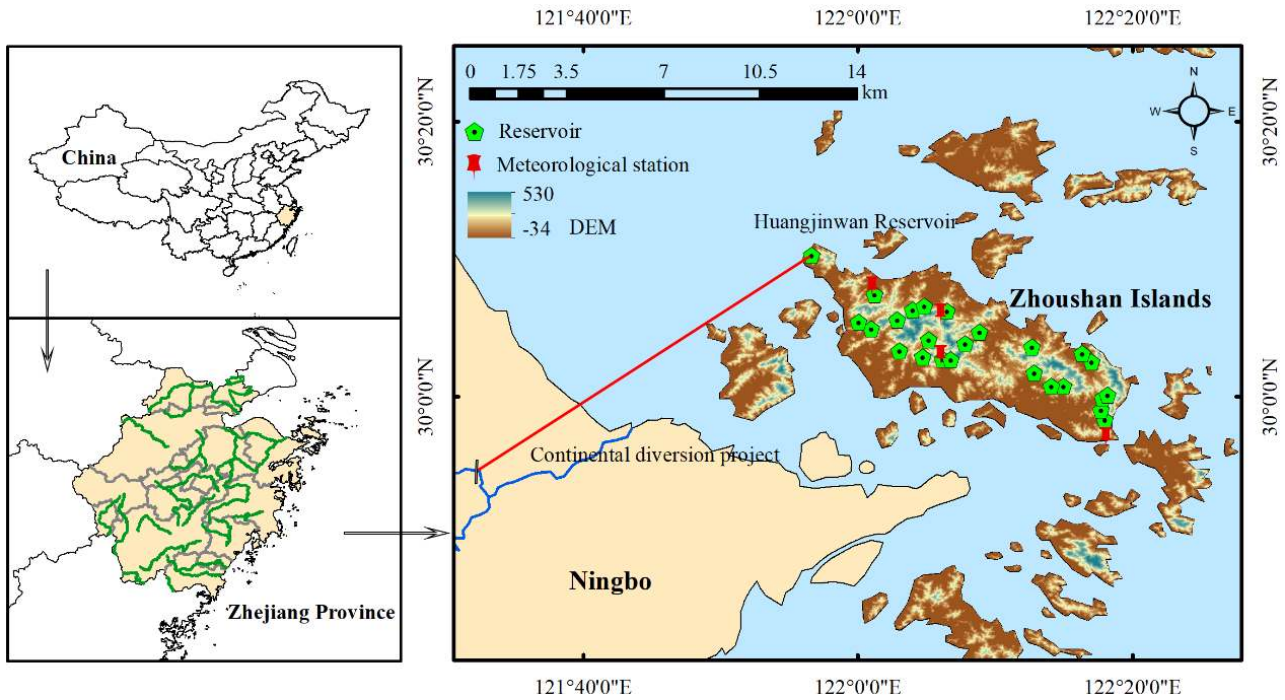 121°40'0"E 122°0'0"E 122°20'0"E
China
Zhejiang Province
0 1.75 3.5 7 10.5 14
km
Reservoir
Meteorological station
530
-34 DEM
N
W E
S
30°20'0"N 30°20'0"N
Huangjinwan Reservoir
Zhoushan Islands
30°0'0"N 30°0'0"N
Continental diversion project
Ningbo
121°40'0"E 122°0'0"E 122°20'0"E